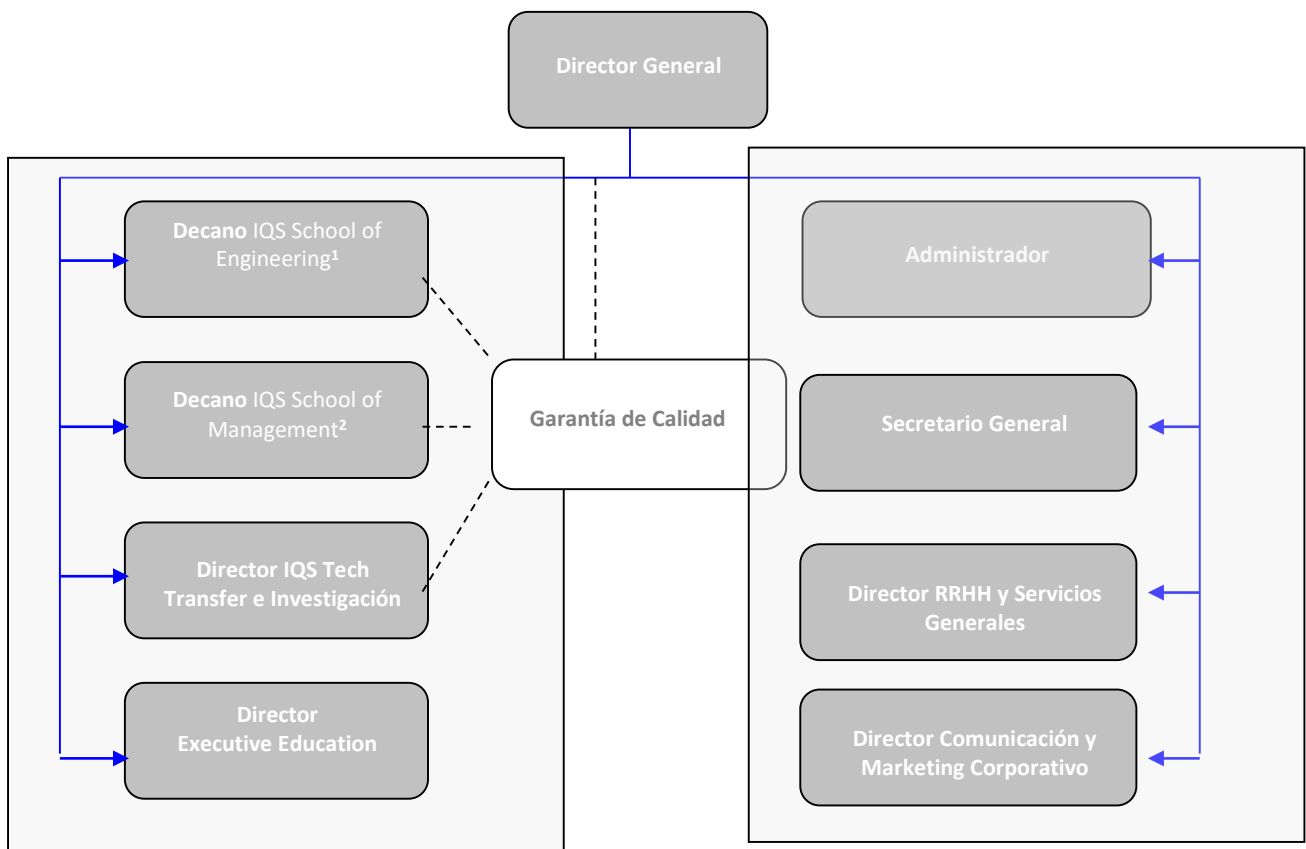 Director General
Decano IQS School of
Engineering¹
Decano IQS School of
Management²
Director IQS Tech
Transfer e Investigación
Director
Executive Education
Garantía de Calidad
Administrador
Secretario General
Director RRHH y Servicios
Generales
Director Comunicación y
Marketing Corporativo